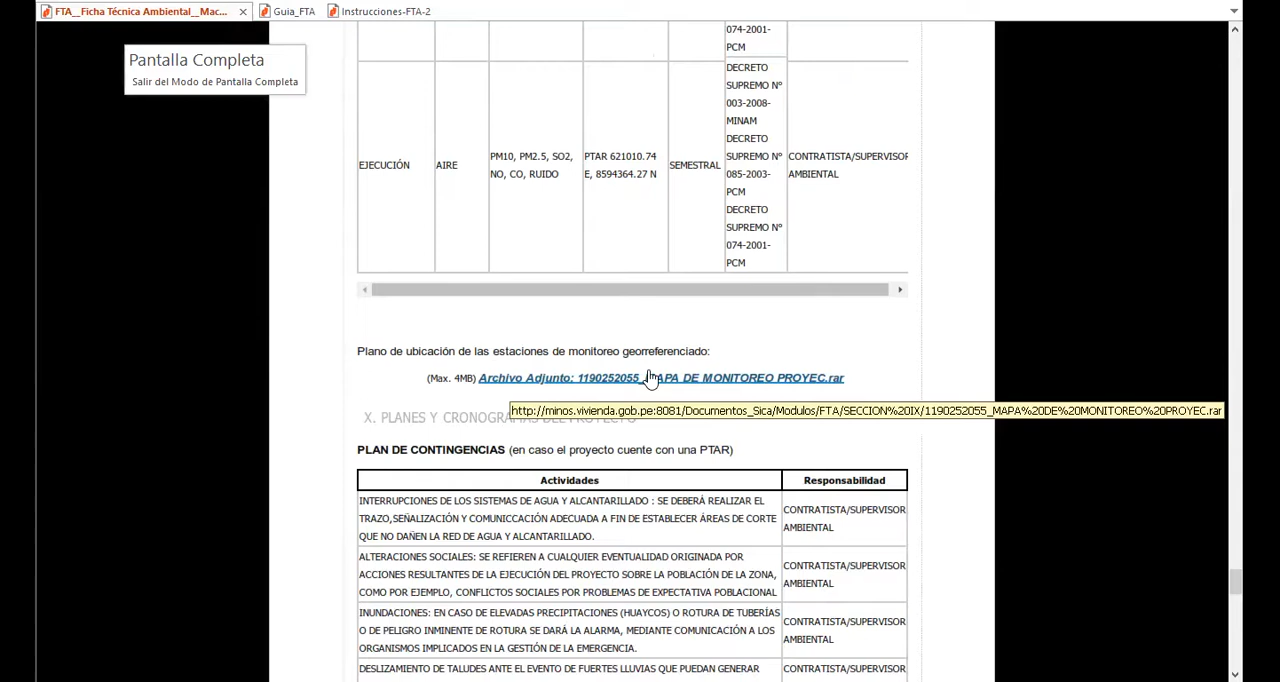 FTA__Ficha Técnica Ambiental__Mac... Guia_FTA Instrucciones-FTA-2
Pantalla Completa
Salir del Modo de Pantalla Completa
074-2001-
PCM
DECRETO
SUPREMO Nº
003-2008-
MINAM
DECRETO
SUPREMO Nº
085-2003-
PCM
DECRETO
SUPREMO Nº
074-2001-
PCM
EJECUCIÓN
AIRE
PM10, PM2.5, SO2,
NO, CO, RUIDO
PTAR 621010.74
E, 8594364.27 N
SEMESTRAL
CONTRATISTA/SUPERVISOR
AMBIENTAL
Plano de ubicación de las estaciones de monitoreo georreferenciado:
(Max. 4MB) Archivo Adjunto: 1190252055_MAPA DE MONITOREO PROYEC.rar
http://minos.vivienda.gob.pe:8081/Documentos_Sica/Modulos/FTA/SECCION%20IX/1190252055_MAPA%20DE%20MONITOREO%20PROYEC.rar
X. PLANES Y CRONOGRAMAS DEL PROYECTO
PLAN DE CONTINGENCIAS (en caso el proyecto cuente con una PTAR)
Actividades Responsabilidad
INTERRUPCIONES DE LOS SISTEMAS DE AGUA Y ALCANTARILLADO : SE DEBERÁ REALIZAR EL
TRAZO,SEÑALIZACIÓN Y COMUNICCACIÓN ADECUADA A FIN DE ESTABLECER ÁREAS DE CORTE
QUE NO DAÑEN LA RED DE AGUA Y ALCANTARILLADO.
CONTRATISTA/SUPERVISOR
AMBIENTAL
ALTERACIONES SOCIALES: SE REFIEREN A CUALQUIER EVENTUALIDAD ORIGINADA POR
ACCIONES RESULTANTES DE LA EJECUCIÓN DEL PROYECTO SOBRE LA POBLACIÓN DE LA ZONA,
COMO POR EJEMPLO, CONFLICTOS SOCIALES POR PROBLEMAS DE EXPECTATIVA POBLACIONAL
CONTRATISTA/SUPERVISOR
AMBIENTAL
INUNDACIONES: EN CASO DE ELEVADAS PRECIPITACIONES (HUAYCOS) O ROTURA DE TUBERÍAS
O DE PELIGRO INMINENTE DE ROTURA SE DARÁ LA ALARMA, MEDIANTE COMUNICACIÓN A LOS
ORGANISMOS IMPLICADOS EN LA GESTIÓN DE LA EMERGENCIA.
CONTRATISTA/SUPERVISOR
AMBIENTAL
DESLIZAMIENTO DE TALUDES ANTE EL EVENTO DE FUERTES LLUVIAS QUE PUEDAN GENERAR
CONTRATISTA/SUPERVISOR